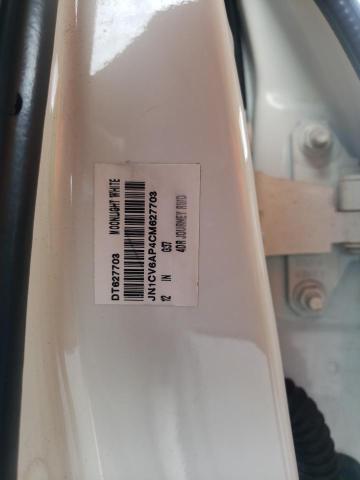 DT627703 MOONLIGHT WHITE
JN1CV6AP4CM627703
12 IN G37 4DR JOURNEY RWD